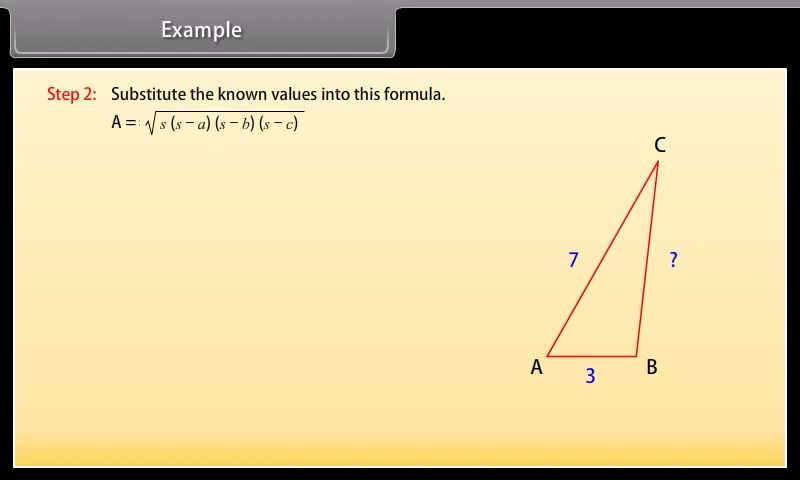 Example
Step 2: Substitute the known values into this formula.
A = √s (s − a) (s − b) (s − c)
C
7 ?
A B
3